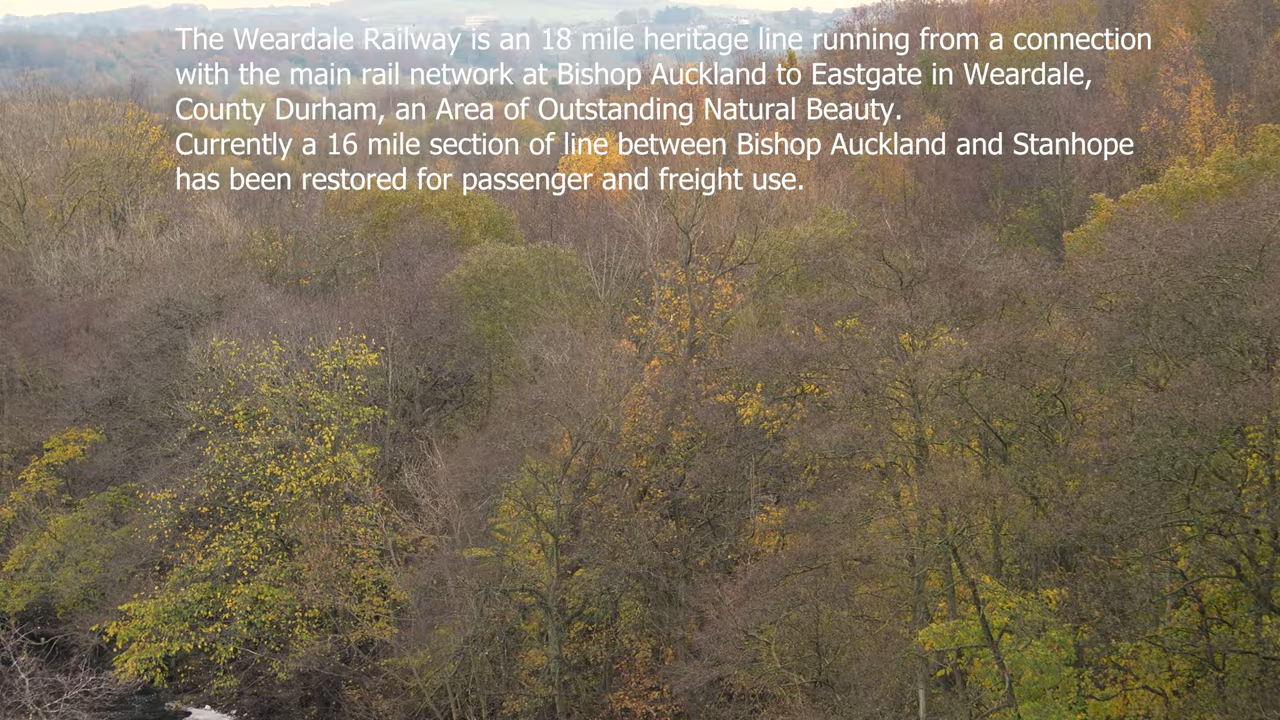 The Weardale Railway is an 18 mile heritage line running from a connection
with the main rail network at Bishop Auckland to Eastgate in Weardale,
County Durham, an Area of Outstanding Natural Beauty.
Currently a 16 mile section of line between Bishop Auckland and Stanhope
has been restored for passenger and freight use.